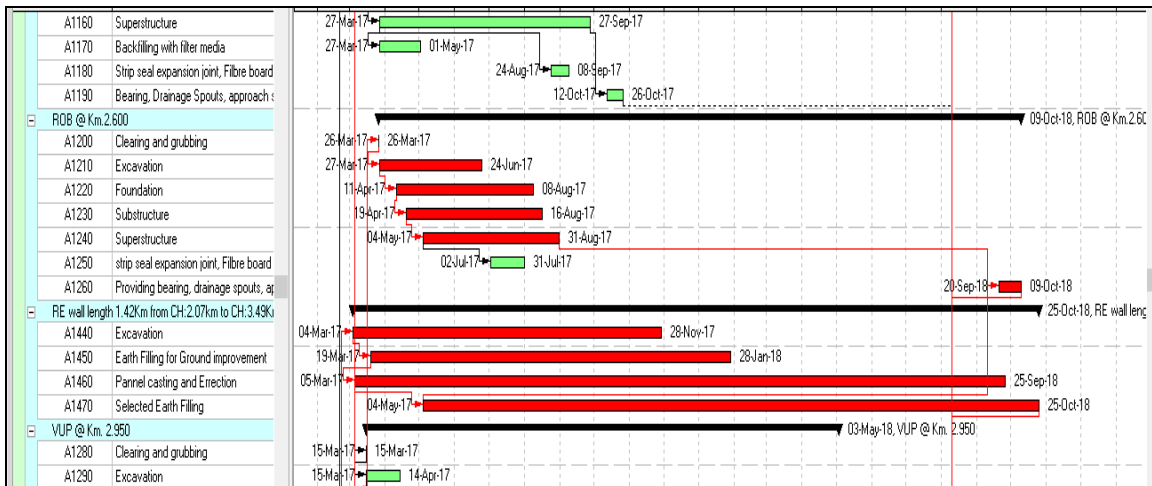 A1160 Superstructure 27-Mar-17 27-Sep-17
A1170 Backfilling with filter media 27-Mar-17 01-May-17
A1180 Strip seal expansion joint, Filbre board 24-Aug-17 08-Sep-17
A1190 Bearing, Drainage Spouts, approach s 12-Oct-17 26-Oct-17
ROB @ Km.2.600 09-Oct-18, ROB @ Km.2.60
A1200 Clearing and grubbing 26-Mar-17 26-Mar-17
A1210 Excavation 27-Mar-17 24-Jun-17
A1220 Foundation 11-Apr-17 08-Aug-17
A1230 Substructure 19-Apr-17 16-Aug-17
A1240 Superstructure 04-May-17 31-Aug-17
A1250 strip seal expansion joint, Filbre board 02-Jul-17 31-Jul-17
A1260 Providing bearing, drainage spouts, ap 20-Sep-18 09-Oct-18
RE wall length 1.42Km from CH:2.07km to CH:3.49Km 25-Oct-18, RE wall leng
A1440 Excavation 04-Mar-17 28-Nov-17
A1450 Earth Filling for Ground improvement 19-Mar-17 28-Jan-18
A1460 Pannel casting and Errection 05-Mar-17 25-Sep-18
A1470 Selected Earth Filling 04-May-17 25-Oct-18
VUP @ Km. 2.950 03-May-18, VUP @ Km. 2.950
A1280 Clearing and grubbing 15-Mar-17 15-Mar-17
A1290 Excavation 15-Mar-17 14-Apr-17